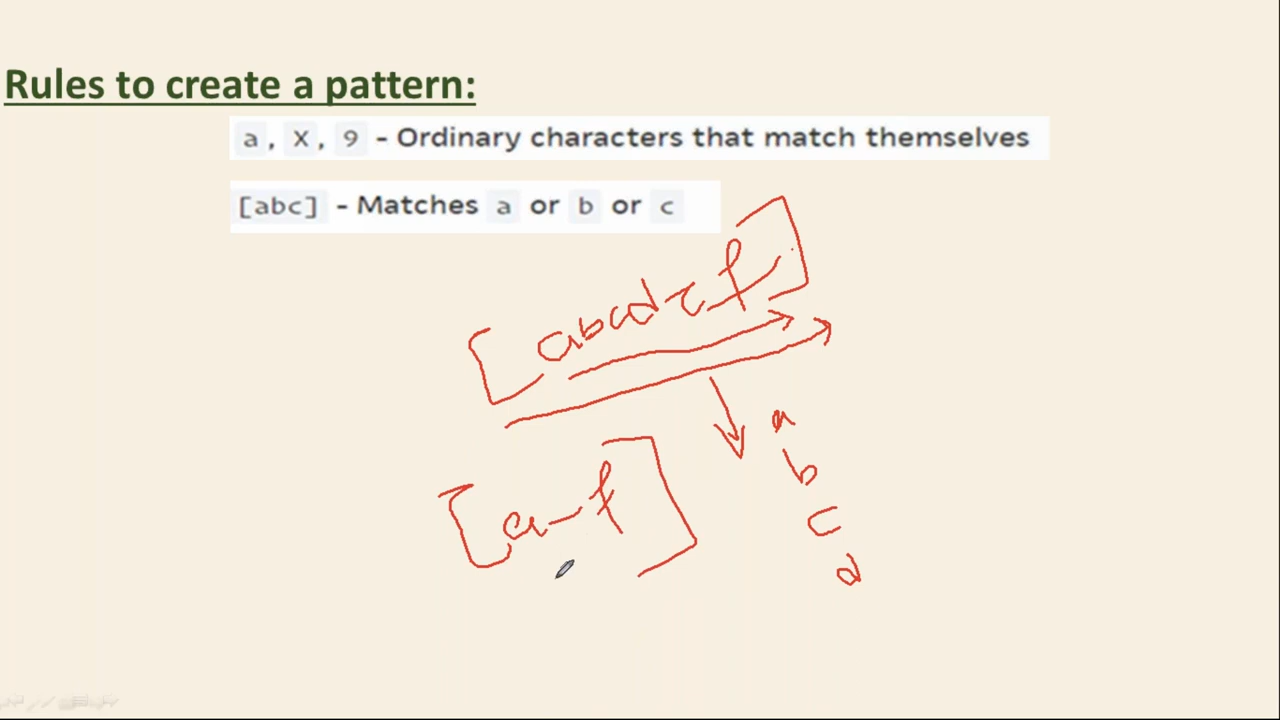 Rules to create a pattern:
a, X, 9 - Ordinary characters that match themselves
[abc] - Matches a or b or c
[abcdef]
[a-f]
a
b
c
d